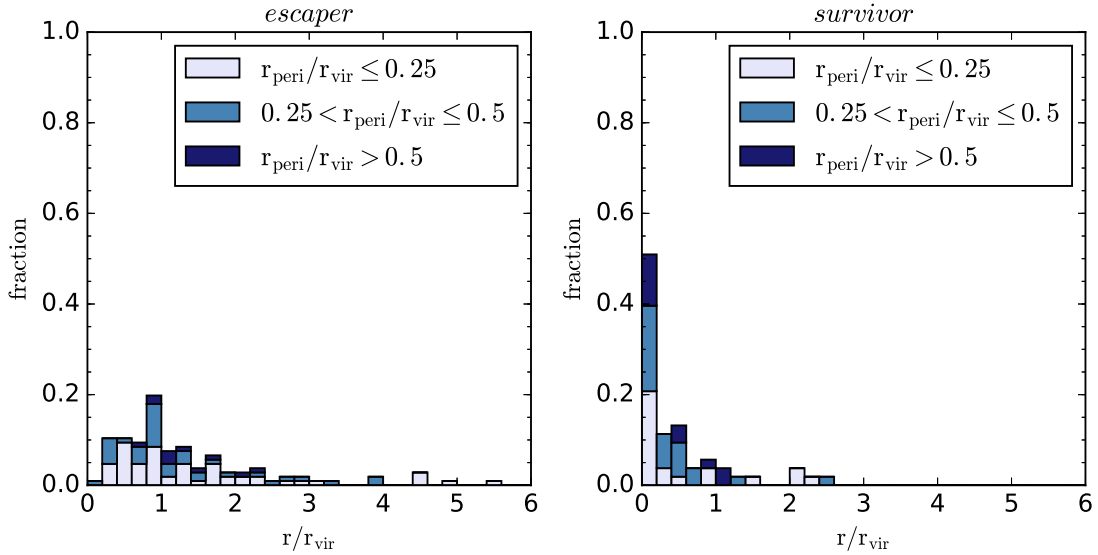 escaper
1.0
0.8
0.6
0.4
0.2
0.0
fraction
r_peri/r_vir ≤ 0.25
0.25 < r_peri/r_vir ≤ 0.5
r_peri/r_vir > 0.5
0 1 2 3 4 5 6
r/r_vir
survivor
1.0
0.8
0.6
0.4
0.2
0.0
fraction
r_peri/r_vir ≤ 0.25
0.25 < r_peri/r_vir ≤ 0.5
r_peri/r_vir > 0.5
0 1 2 3 4 5 6
r/r_vir